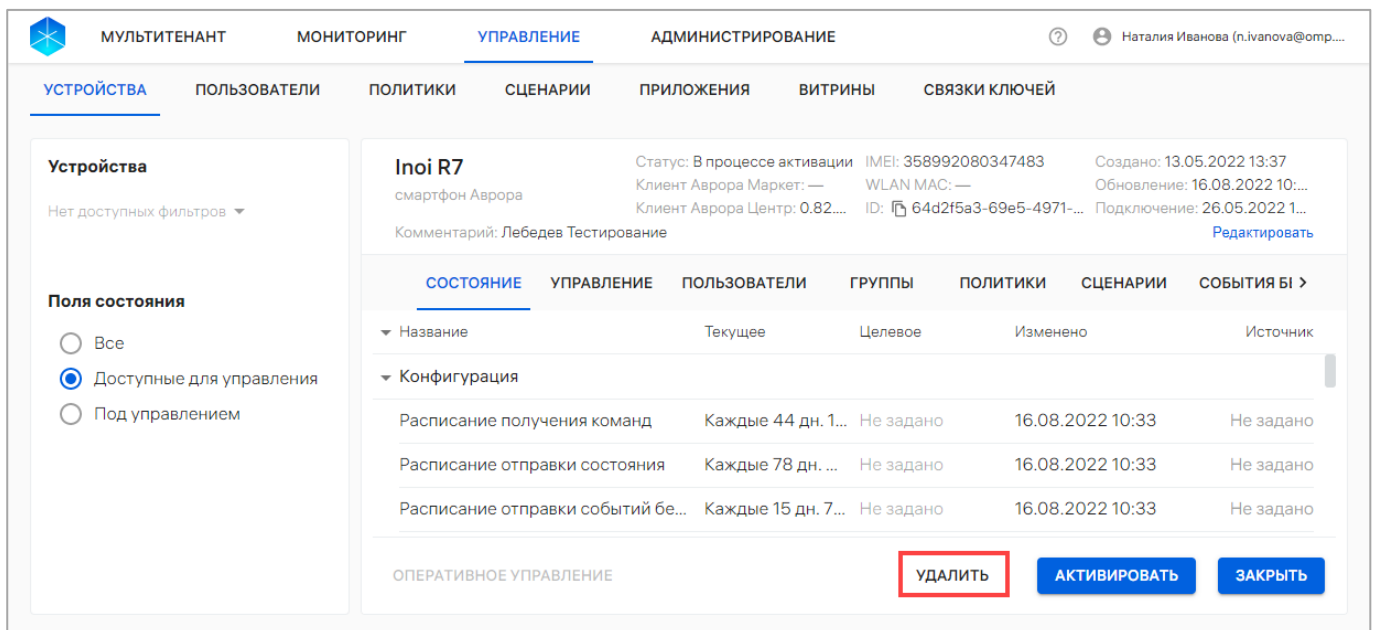 МУЛЬТИТЕНАНТ МОНИТОРИНГ УПРАВЛЕНИЕ АДМИНИСТРИРОВАНИЕ Наталия Иванова (n.ivanova@omp....
УСТРОЙСТВА ПОЛЬЗОВАТЕЛИ ПОЛИТИКИ СЦЕНАРИИ ПРИЛОЖЕНИЯ ВИТРИНЫ СВЯЗКИ КЛЮЧЕЙ
Устройства
Нет доступных фильтров
Поля состояния
Все
Доступные для управления
Под управлением
Inoi R7
смартфон Аврора
Статус: В процессе активации IMEI: 358992080347483 Создано: 13.05.2022 13:37
Клиент Аврора Маркет: — WLAN MAC: — Обновление: 16.08.2022 10:...
Клиент Аврора Центр: 0.82.... ID: 64d2f5a3-69e5-4971-... Подключение: 26.05.2022 1...
Комментарий: Лебедев Тестирование Редактировать
СОСТОЯНИЕ УПРАВЛЕНИЕ ПОЛЬЗОВАТЕЛИ ГРУППЫ ПОЛИТИКИ СЦЕНАРИИ СОБЫТИЯ
Название Текущее Целевое Изменено Источник
Конфигурация
Расписание получения команд Каждые 44 дн. 1... Не задано 16.08.2022 10:33 Не задано
Расписание отправки состояния Каждые 78 дн. ... Не задано 16.08.2022 10:33 Не задано
Расписание отправки событий бе... Каждые 15 дн. 7... Не задано 16.08.2022 10:33 Не задано
ОПЕРАТИВНОЕ УПРАВЛЕНИЕ УДАЛИТЬ АКТИВИРОВАТЬ ЗАКРЫТЬ